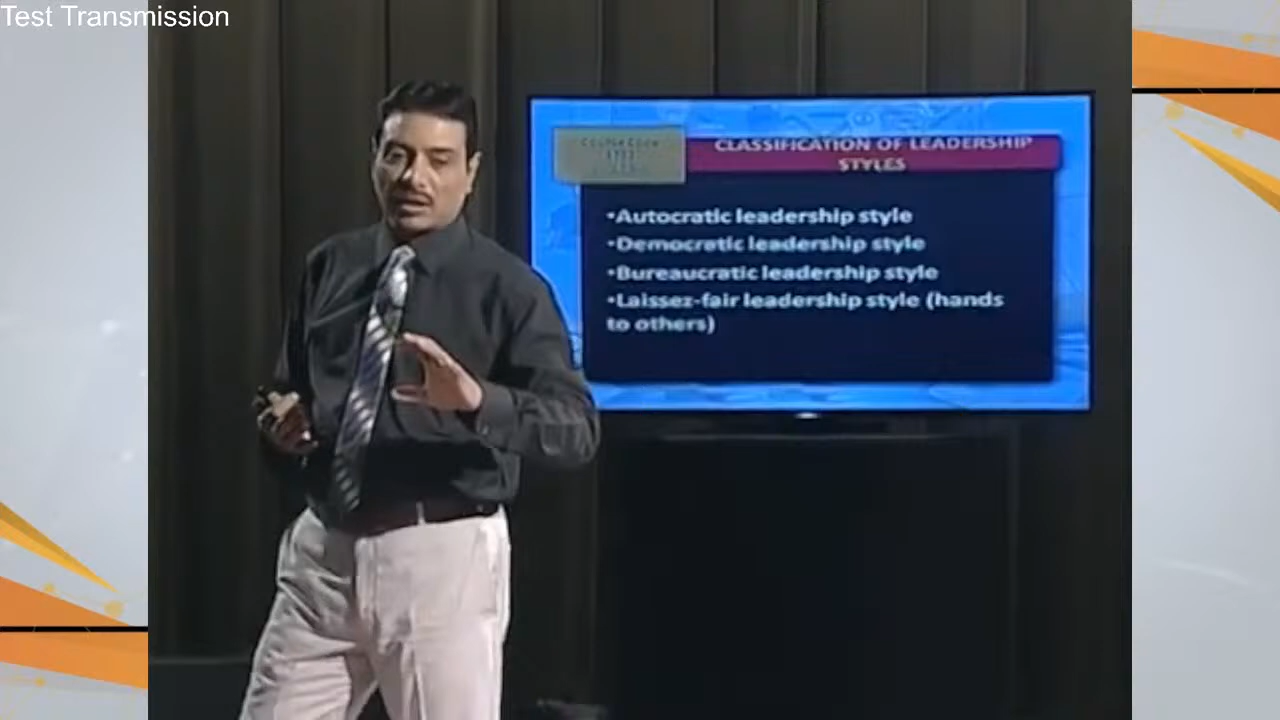 Test Transmission
CLASSIFICATION OF LEADERSHIP
STYLES
•Autocratic leadership style
•Democratic leadership style
•Bureaucratic leadership style
•Laissez-fair leadership style (hands
to others)